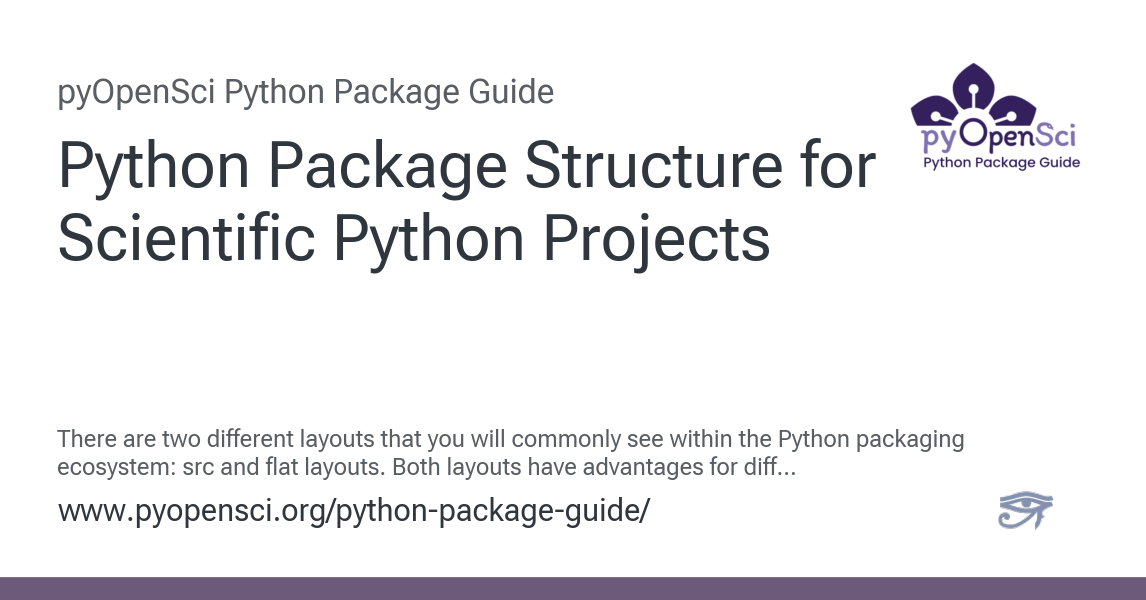 pyOpenSci Python Package Guide
Python Package Structure for
Scientific Python Projects
pyOpenSci
Python Package Guide
There are two different layouts that you will commonly see within the Python packaging
ecosystem: src and flat layouts. Both layouts have advantages for diff...
www.pyopensci.org/python-package-guide/